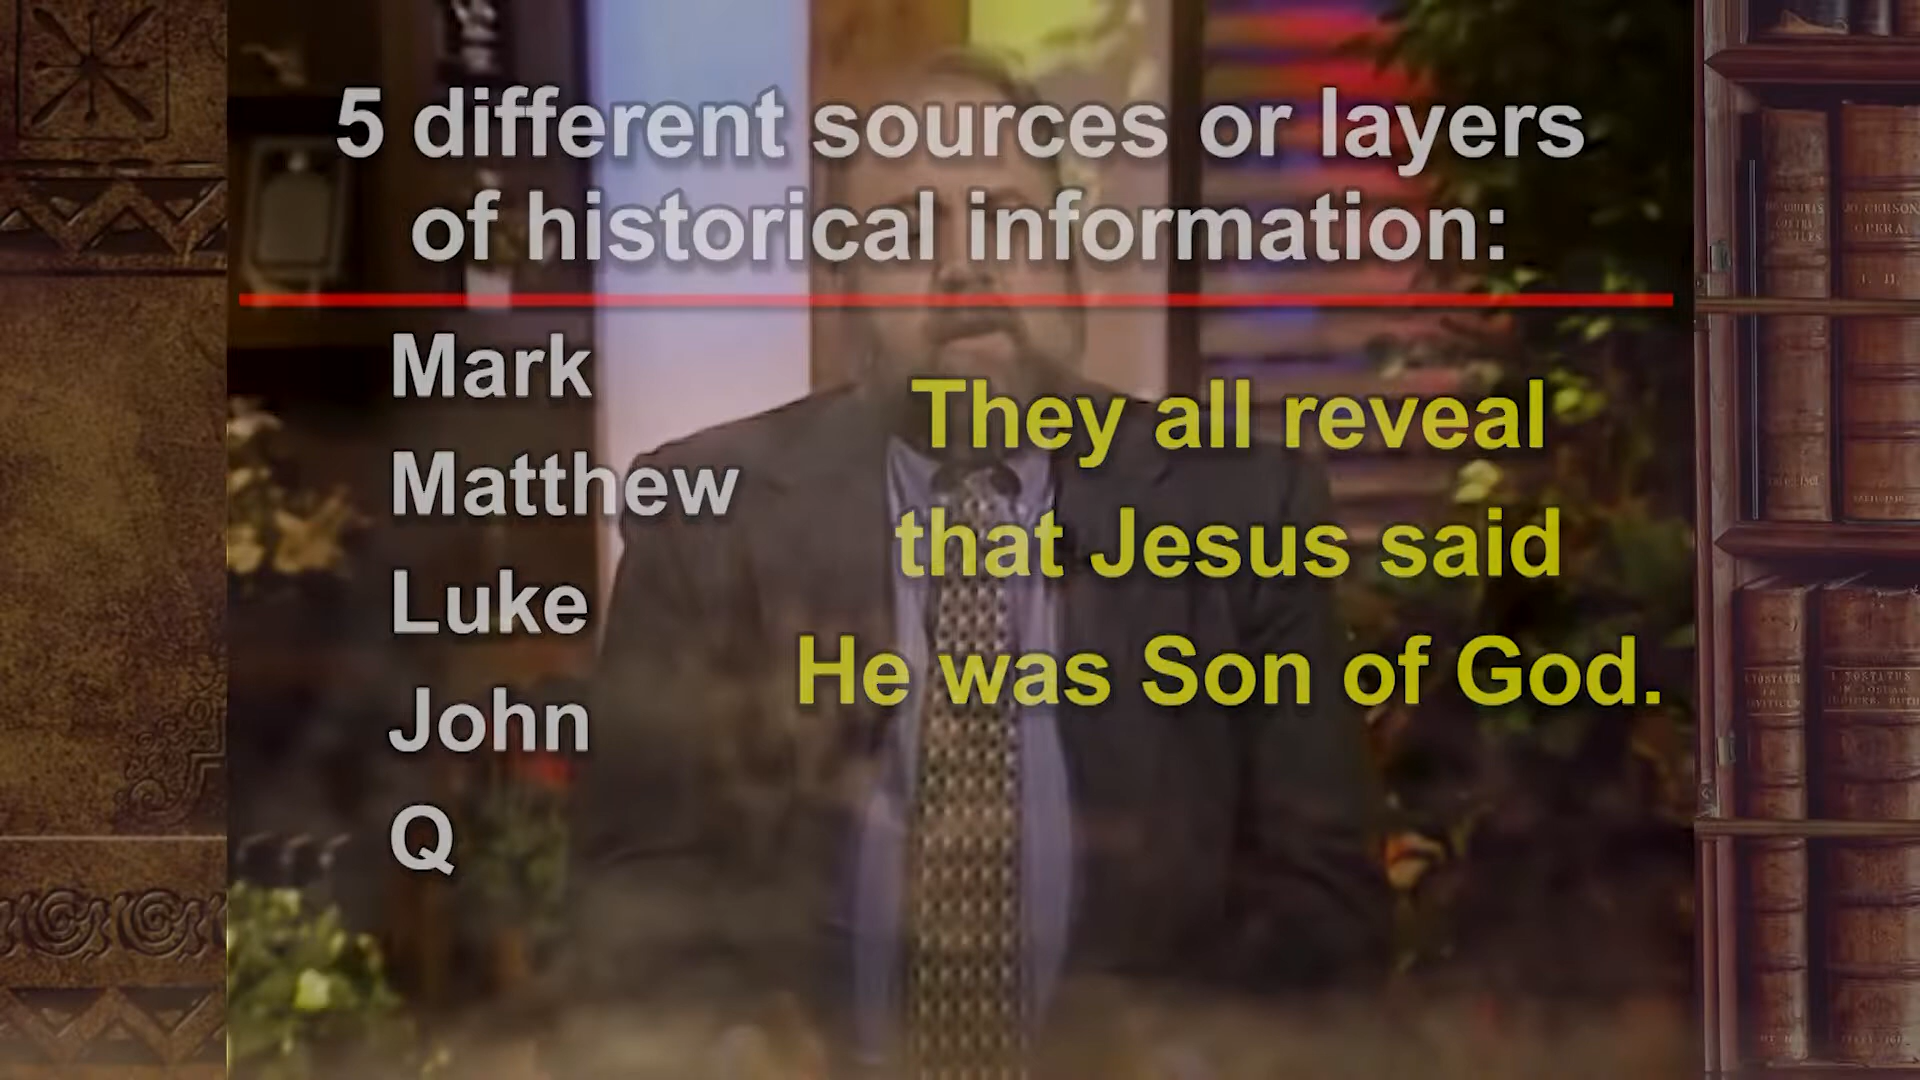 5 different sources or layers
of historical information:
Mark
Matthew
Luke
John
Q
They all reveal
that Jesus said
He was Son of God.
OPERA